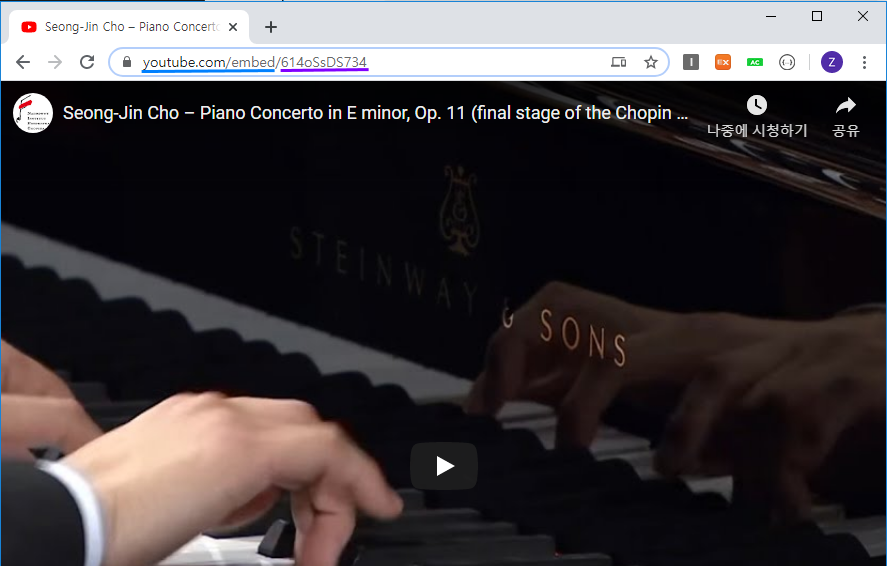 Seong-Jin Cho – Piano Concerto
youtube.com/embed/614oSsDS734
AC
Z
Seong-Jin Cho – Piano Concerto in E minor, Op. 11 (final stage of the Chopin ...
나중에 시청하기
공유
STEINWAY & SONS